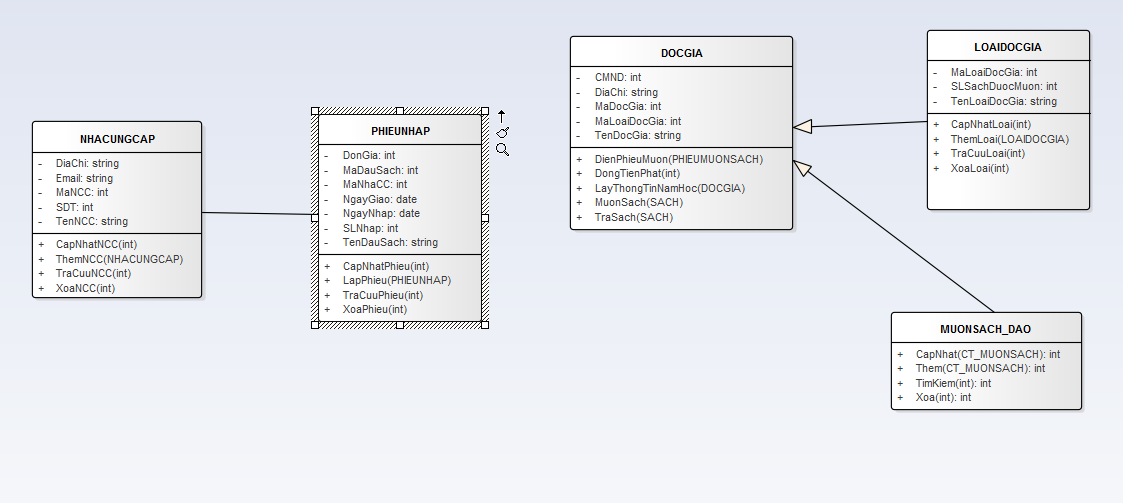 NHACUNGCAP
- DiaChi: string
- Email: string
- MaNCC: int
- SDT: int
- TenNCC: string
+ CapNhatNCC(int)
+ ThemNCC(NHACUNGCAP)
+ TraCuuNCC(int)
+ XoaNCC(int)
PHIEUNHAP
- DonGia: int
- MaDauSach: int
- MaNhaCC: int
- NgayGiao: date
- NgayNhap: date
- SLNhap: int
- TenDauSach: string
+ CapNhatPhieu(int)
+ LapPhieu(PHIEUNHAP)
+ TraCuuPhieu(int)
+ XoaPhieu(int)
DOCGIA
- CMND: int
- DiaChi: string
- MaDocGia: int
- MaLoaiDocGia: int
- TenDocGia: string
+ DienPhieuMuon(PHIEUMUONSACH)
+ DongTienPhat(int)
+ LayThongTinNamHoc(DOCGIA)
+ MuonSach(SACH)
+ TraSach(SACH)
LOAIDOCGIA
- MaLoaiDocGia: int
- SLSachDuocMuon: int
- TenLoaiDocGia: string
+ CapNhatLoai(int)
+ ThemLoai(LOAIDOCGIA)
+ TraCuuLoai(int)
+ XoaLoai(int)
MUONSACH_DAO
+ CapNhat(CT_MUONSACH): int
+ Them(CT_MUONSACH): int
+ TimKiem(int): int
+ Xoa(int): int